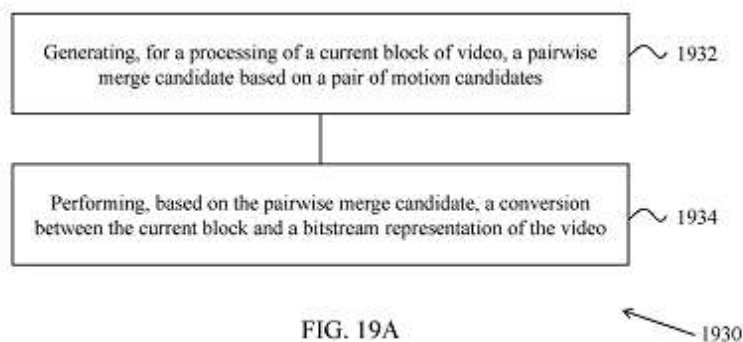 Generating, for a processing of a current block of video, a pairwise
merge candidate based on a pair of motion candidates
1932
Performing, based on the pairwise merge candidate, a conversion
between the current block and a bitstream representation of the video
1934
FIG. 19A
1930